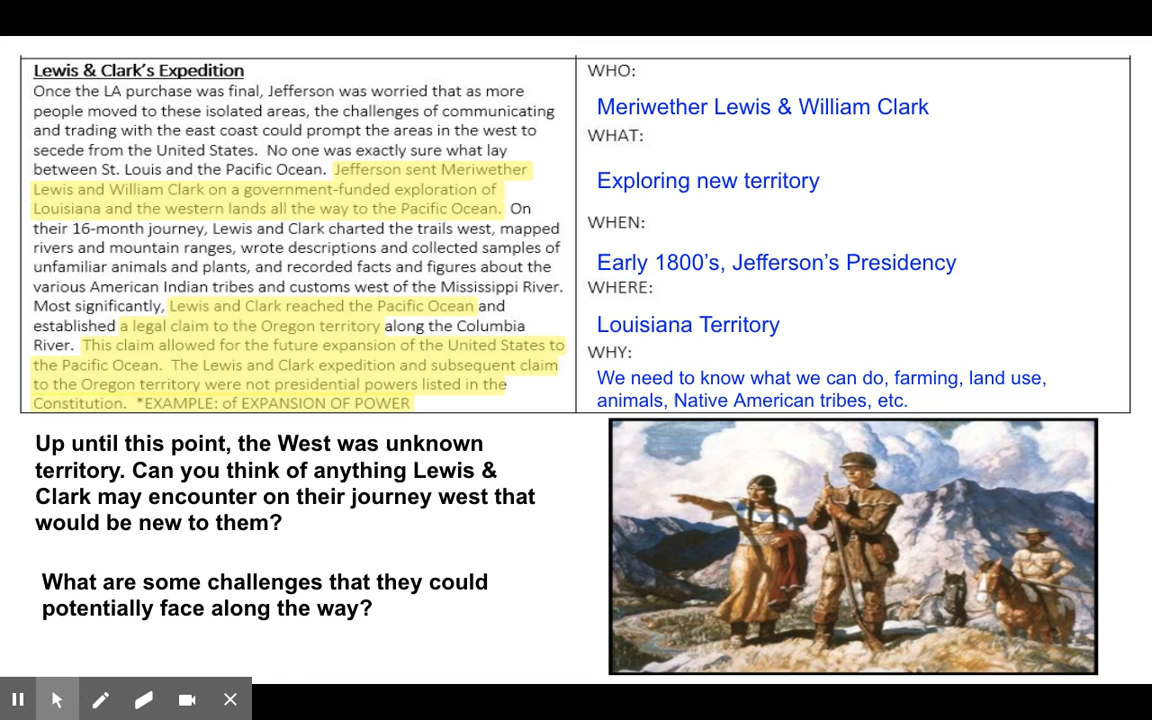 Lewis & Clark's Expedition
Once the LA purchase was final, Jefferson was worried that as more
people moved to these isolated areas, the challenges of communicating
and trading with the east coast could prompt the areas in the west to
secede from the United States.  No one was exactly sure what lay
between St. Louis and the Pacific Ocean.  Jefferson sent Meriwether
Lewis and William Clark on a government-funded exploration of
Louisiana and the western lands all the way to the Pacific Ocean.  On
their 16-month journey, Lewis and Clark charted the trails west, mapped
rivers and mountain ranges, wrote descriptions and collected samples of
unfamiliar animals and plants, and recorded facts and figures about the
various American Indian tribes and customs west of the Mississippi River.
Most significantly, Lewis and Clark reached the Pacific Ocean and
established a legal claim to the Oregon territory along the Columbia
River.  This claim allowed for the future expansion of the United States to
the Pacific Ocean.  The Lewis and Clark expedition and subsequent claim
to the Oregon territory were not presidential powers listed in the
Constitution.  *EXAMPLE: of EXPANSION OF POWER
WHO:
Meriwether Lewis & William Clark
WHAT:
Exploring new territory
WHEN:
Early 1800's, Jefferson's Presidency
WHERE:
Louisiana Territory
WHY:
We need to know what we can do, farming, land use,
animals, Native American tribes, etc.
Up until this point, the West was unknown
territory. Can you think of anything Lewis &
Clark may encounter on their journey west that
would be new to them?
What are some challenges that they could
potentially face along the way?